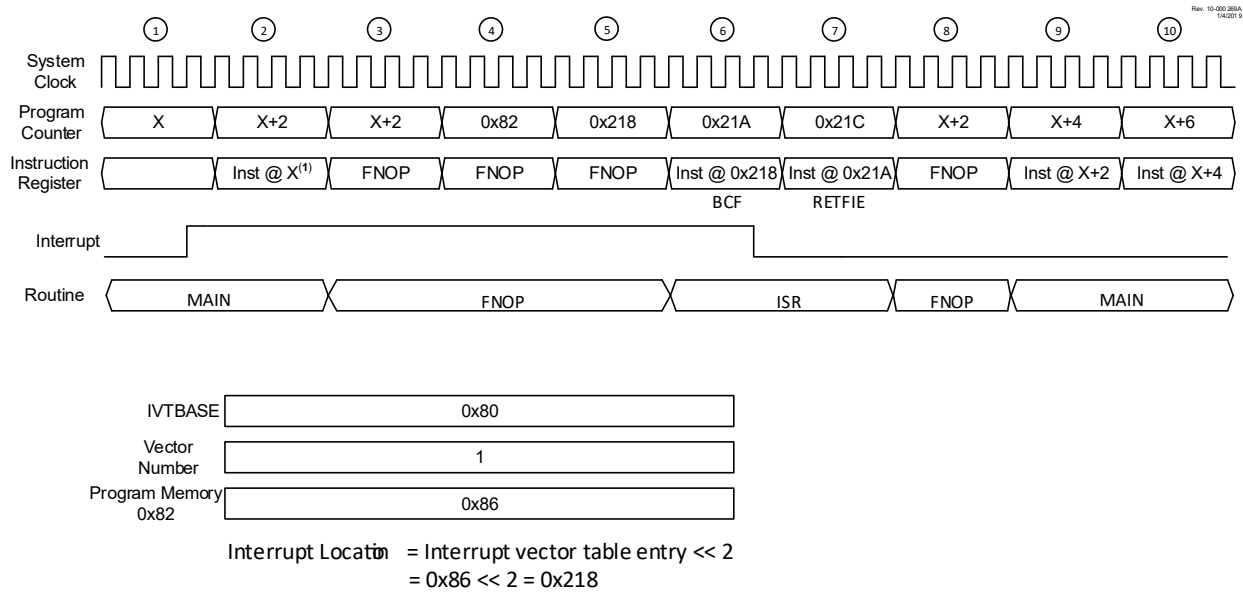 Rev. 10-000 269A
1/4/201 9
1 2 3 4 5 6 7 8 9 10
System
Clock
Program
Counter
X X+2 X+2 0x82 0x218 0x21A 0x21C X+2 X+4 X+6
Instruction
Register
Inst @ X(1) FNOP FNOP FNOP Inst @ 0x218 Inst @ 0x21A FNOP Inst @ X+2 Inst @ X+4
BCF RETFIE
Interrupt
Routine MAIN FNOP ISR FNOP MAIN
IVTBASE 0x80
Vector
Number
1
Program Memory
0x82
0x86
Interrupt Location = Interrupt vector table entry << 2
= 0x86 << 2 = 0x218